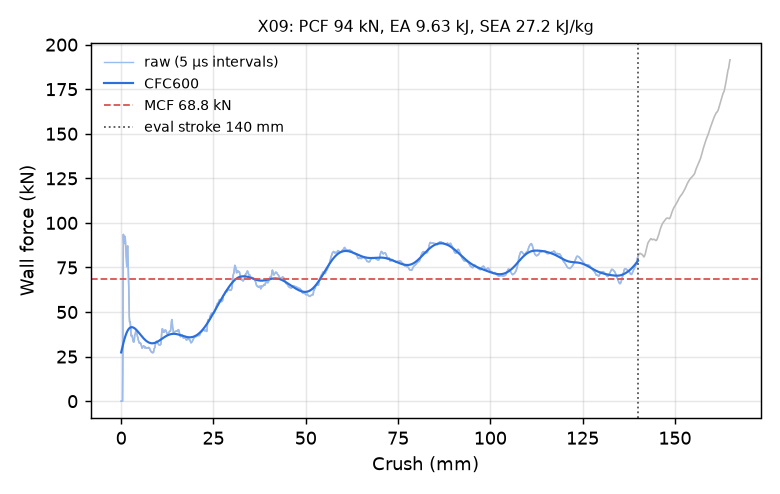 X09: PCF 94 kN, EA 9.63 kJ, SEA 27.2 kJ/kg
raw (5 µs intervals)
CFC600
MCF 68.8 kN
eval stroke 140 mm
Wall force (kN)
200
175
150
125
100
75
50
25
0
0 25 50 75 100 125 150
Crush (mm)